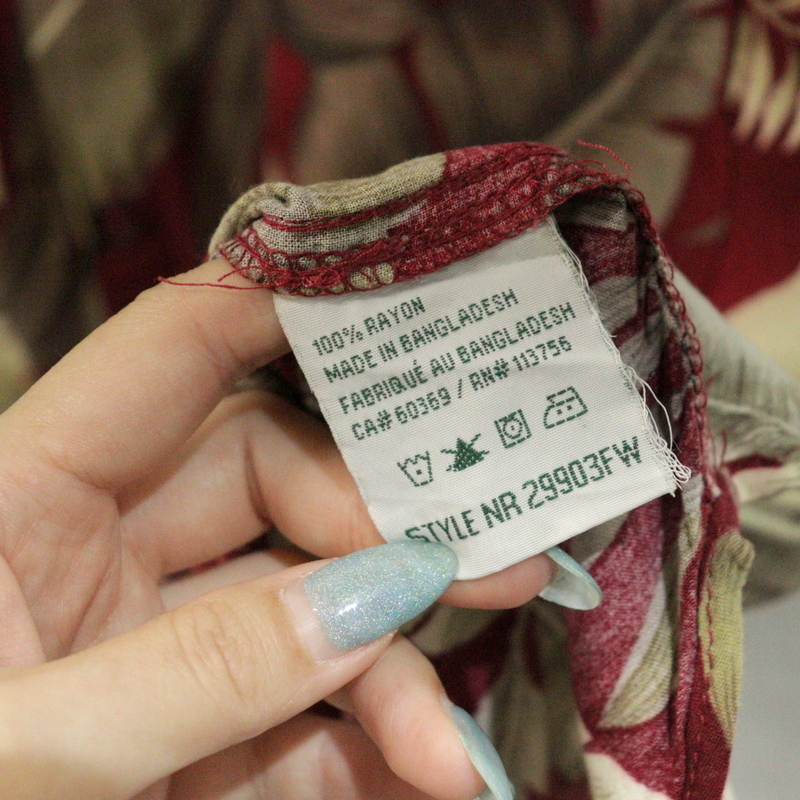 100% RAYON
MADE IN BANGLADESH
FABRIQUÉ AU BANGLADESH
CA# 60369 / RN# 113756
STYLE NR 29903FW